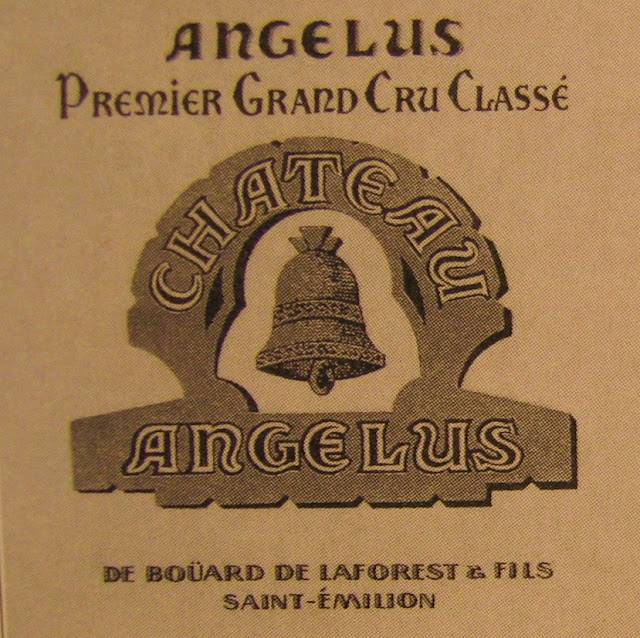 ANGELUS
PREMIER GRAND CRU CLASSÉ
CHATEAU
ANGELUS
DE BOÜARD DE LAFOREST & FILS
SAINT-ÉMILION